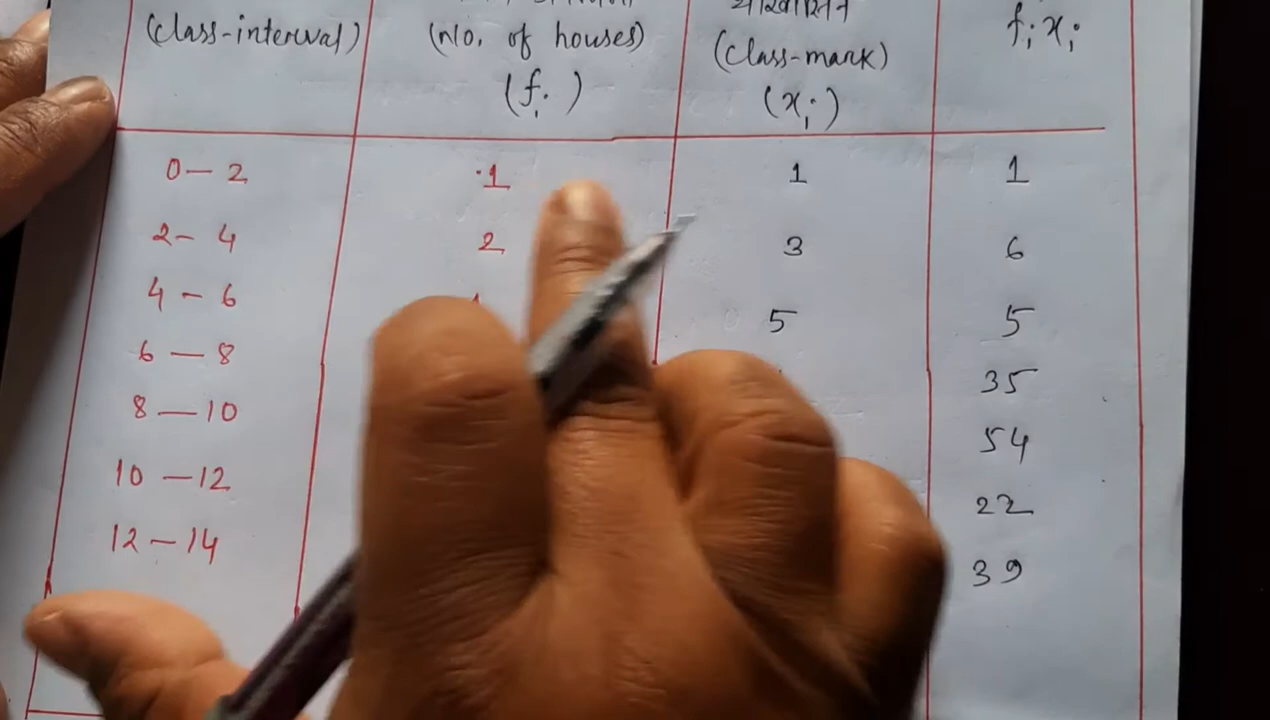 (class-interval) (No. of houses) (class-mark) fᵢxᵢ
(fᵢ) (xᵢ)
0 — 2 1 1 1
2 - 4 2 3 6
4 - 6 5 5
6 — 8 35
8 — 10 54
10 — 12 22
12 — 14 39